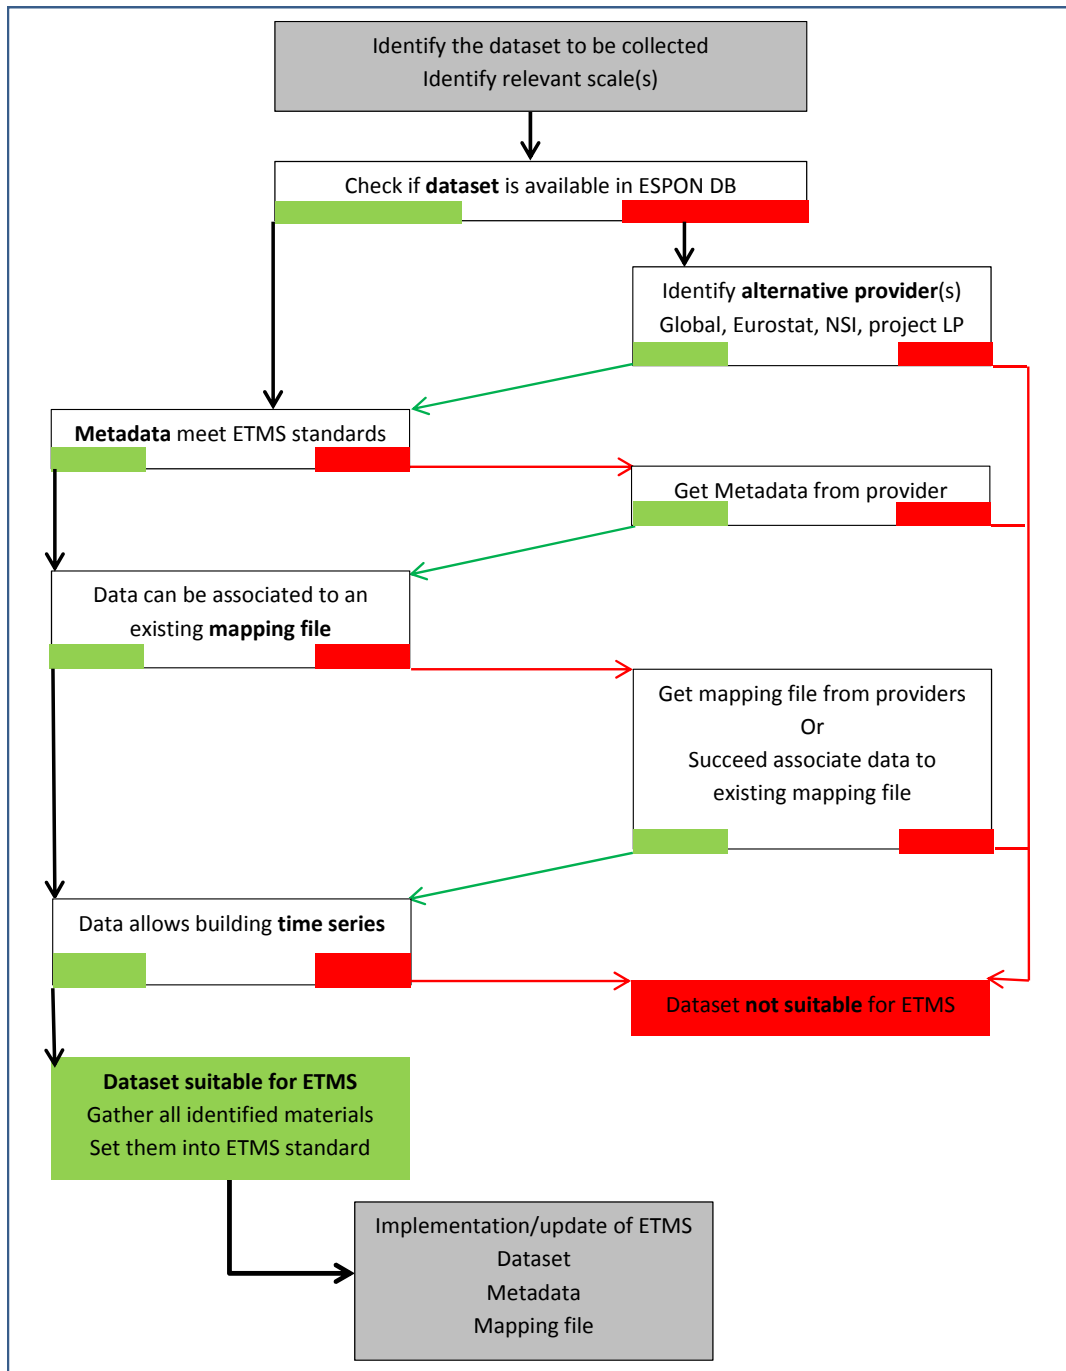 Identify the dataset to be collected
Identify relevant scale(s)
Check if dataset is available in ESPON DB
Identify alternative provider(s)
Global, Eurostat, NSI, project LP
Metadata meet ETMS standards
Get Metadata from provider
Data can be associated to an
existing mapping file
Get mapping file from providers
Or
Succeed associate data to
existing mapping file
Data allows building time series
Dataset not suitable for ETMS
Dataset suitable for ETMS
Gather all identified materials
Set them into ETMS standard
Implementation/update of ETMS
Dataset
Metadata
Mapping file